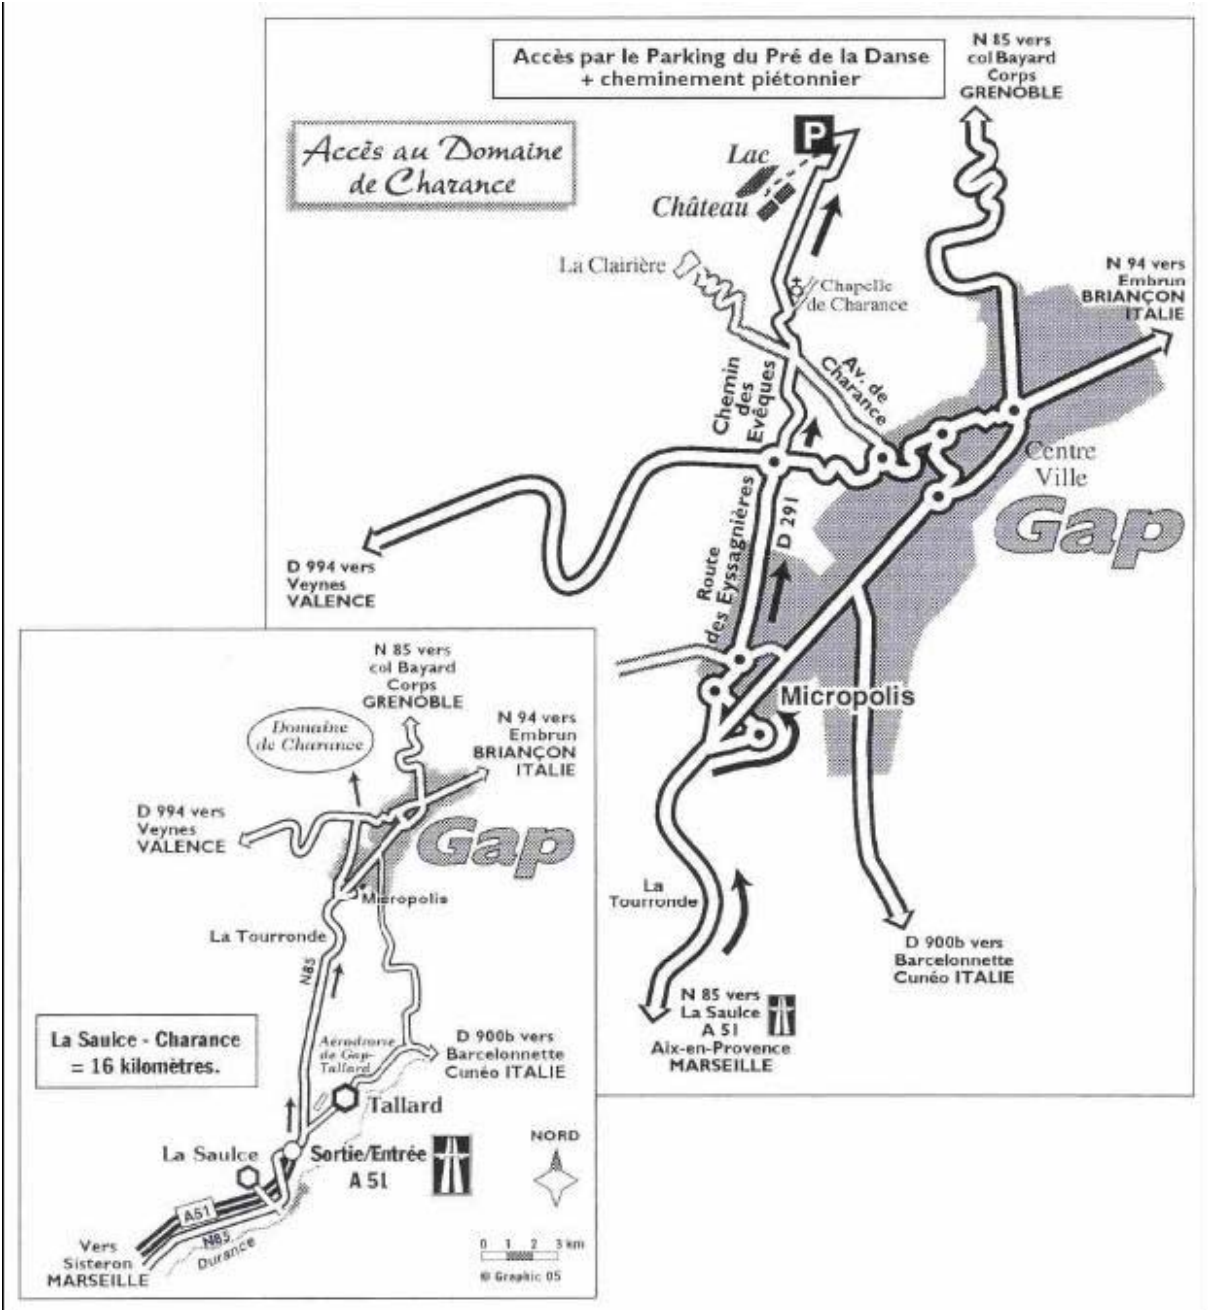 Accès par le Parking du Pré de la Danse
+ cheminement piétonnier
N 85 vers
col Bayard
Corps
GRENOBLE
Accès au Domaine
de Charance
P
Lac
Château
La Clairière
Chapelle
de Charance
N 94 vers
Embrun
BRIANÇON
ITALIE
Chemin
des
Evêques
Av. de
Charance
Centre
Ville
Gap
D 994 vers
Veynes
VALENCE
Route
des Eyssagnières
D 291
Micropolis
La
Tourronde
D 900b vers
Barcelonnette
Cunéo ITALIE
N 85 vers
La Saulce
A 51
Aix-en-Provence
MARSEILLE
N 85 vers
col Bayard
Corps
GRENOBLE
Domaine
de Charance
N 94 vers
Embrun
BRIANÇON
ITALIE
D 994 vers
Veynes
VALENCE
Gap
Micropolis
La Tourronde
N85
La Saulce - Charance
= 16 kilomètres.
Aérodrome
de Gap-
Tallard
D 900b vers
Barcelonnette
Cunéo ITALIE
Tallard
La Saulce
Sortie/Entrée
A 51
NORD
A51
N85
Durance
Vers
Sisteron
MARSEILLE
0 1 2 3 km
© Graphic 05